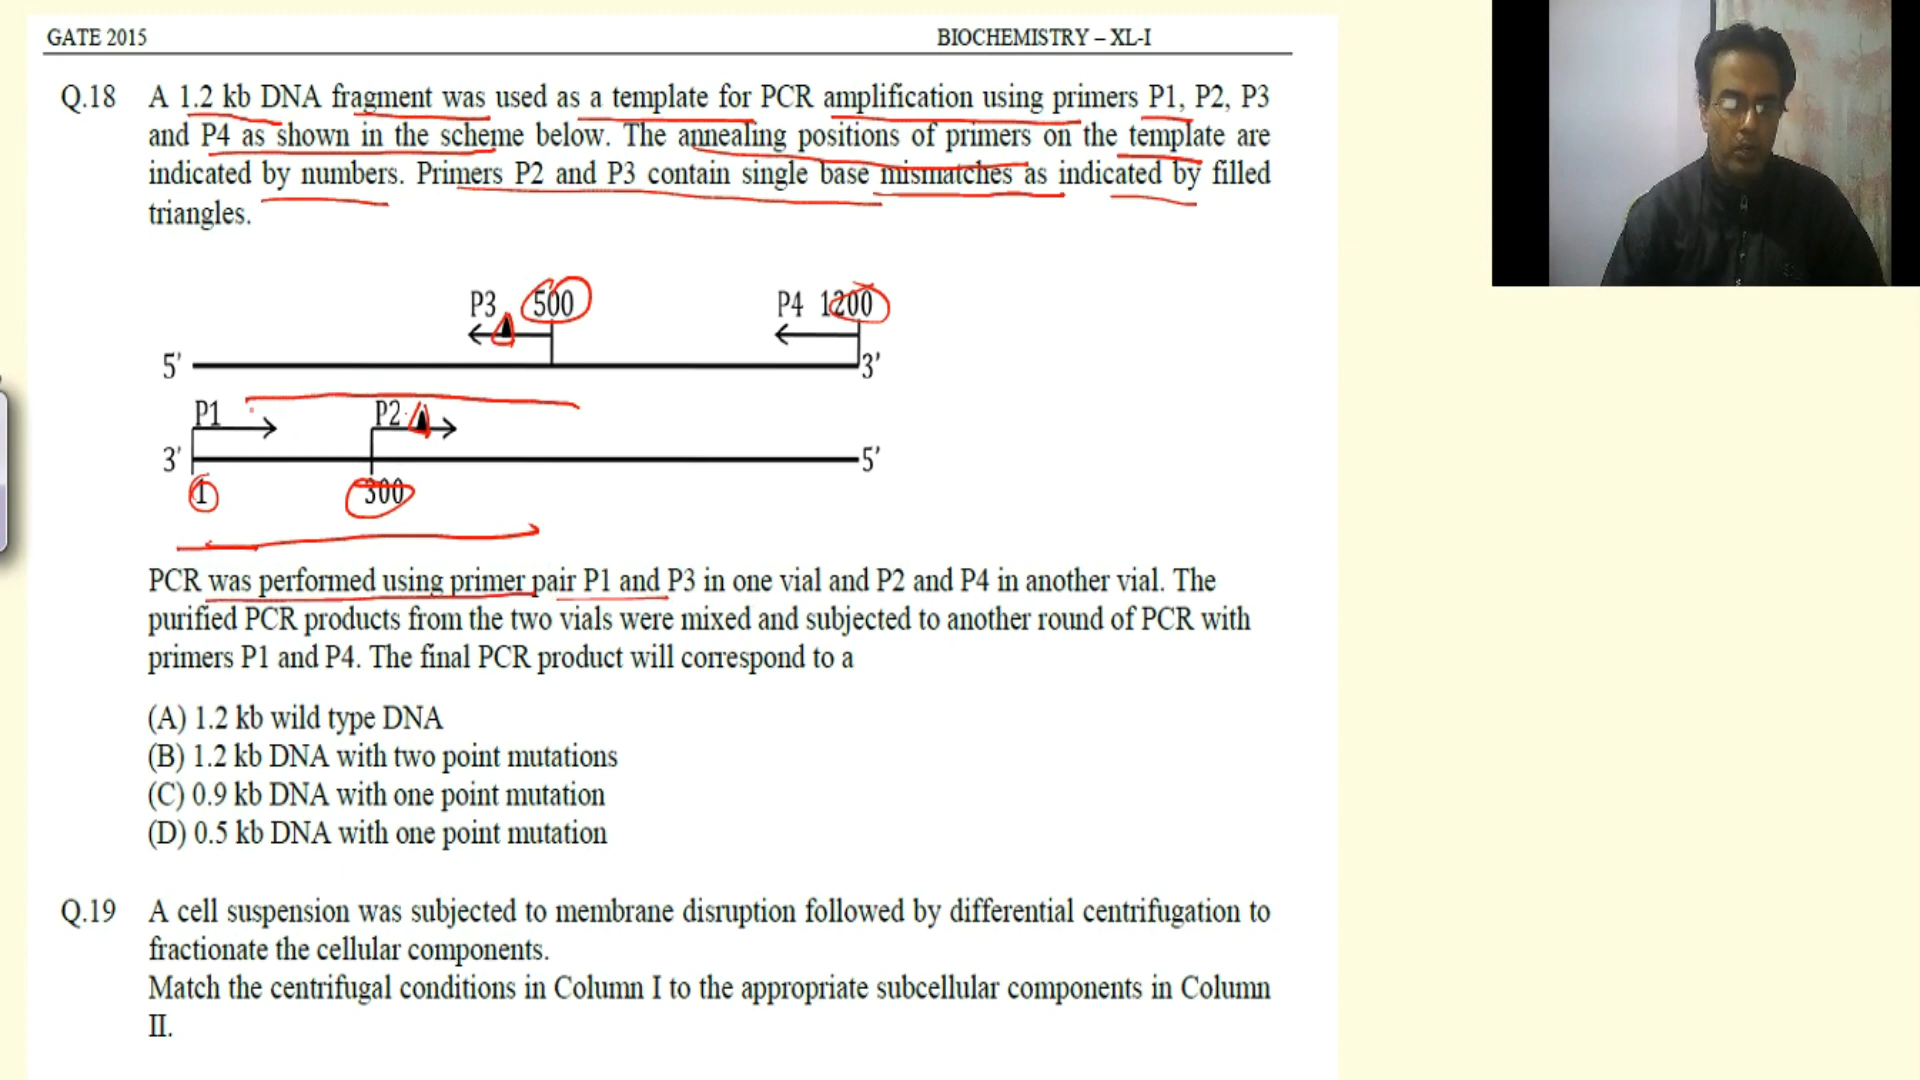 GATE 2015 BIOCHEMISTRY – XL-I
Q.18 A 1.2 kb DNA fragment was used as a template for PCR amplification using primers P1, P2, P3
and P4 as shown in the scheme below. The annealing positions of primers on the template are
indicated by numbers. Primers P2 and P3 contain single base mismatches as indicated by filled
triangles.
P3 500 P4 1200
5' 3'
P1 P2
3' 5'
1 300
PCR was performed using primer pair P1 and P3 in one vial and P2 and P4 in another vial. The
purified PCR products from the two vials were mixed and subjected to another round of PCR with
primers P1 and P4. The final PCR product will correspond to a
(A) 1.2 kb wild type DNA
(B) 1.2 kb DNA with two point mutations
(C) 0.9 kb DNA with one point mutation
(D) 0.5 kb DNA with one point mutation
Q.19 A cell suspension was subjected to membrane disruption followed by differential centrifugation to
fractionate the cellular components.
Match the centrifugal conditions in Column I to the appropriate subcellular components in Column
II.